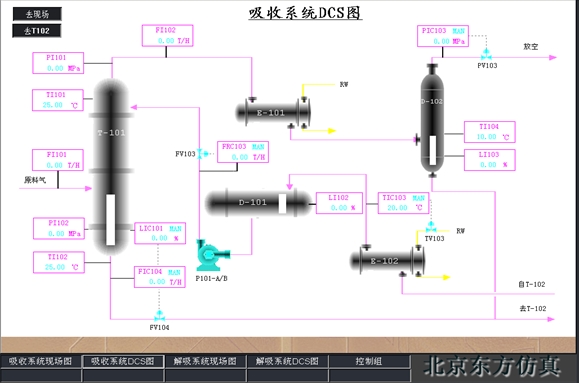 去现场
去T102
吸收系统DCS图
FI102
0.00 T/H
PIC103 MAN
0.00 MPa
放空
PV103
PI101
0.00 MPa
TI101
25.00 ℃
RW
E-101
D-102
T-101
TI104
10.00 ℃
FI101
0.00 T/H
原料气
FV103
FRC103 MAN
0.00 T/H
LI103
0.00 %
D-101
LI102
0.00 %
TIC103 MAN
20.00 ℃
PI102
0.00 MPa
LIC101 MAN
0.00 %
TV103
RW
TI102
25.00 ℃
FIC104 MAN
0.00 T/H
P101-A/B
E-102
自T-102
去T-102
FV104
吸收系统现场图
吸收系统DCS图
解吸系统现场图
解吸系统DCS图
控制组
北京东方仿真